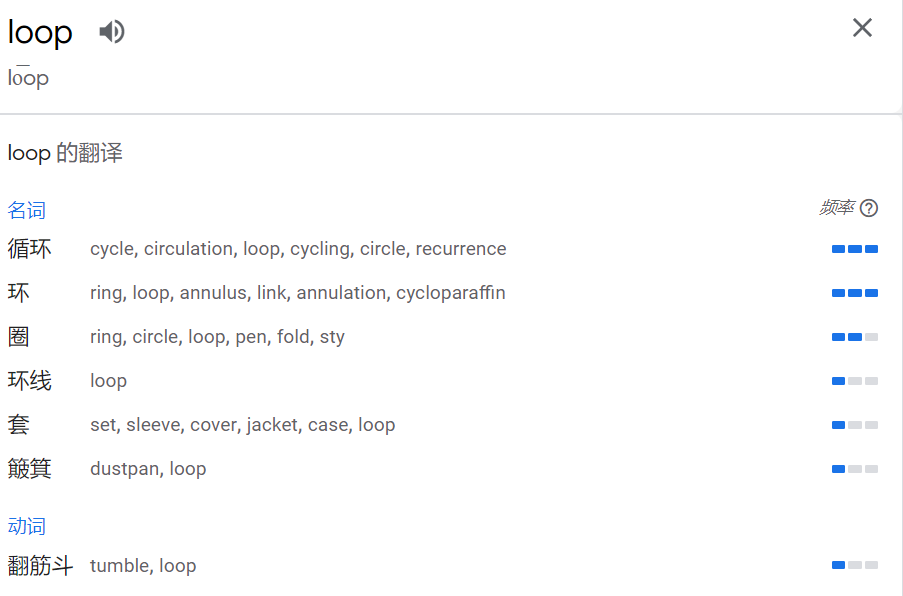 loop
lo͞op
loop 的翻译
名词 频率
循环 cycle, circulation, loop, cycling, circle, recurrence
环 ring, loop, annulus, link, annulation, cycloparaffin
圈 ring, circle, loop, pen, fold, sty
环线 loop
套 set, sleeve, cover, jacket, case, loop
簸箕 dustpan, loop
动词
翻筋斗 tumble, loop